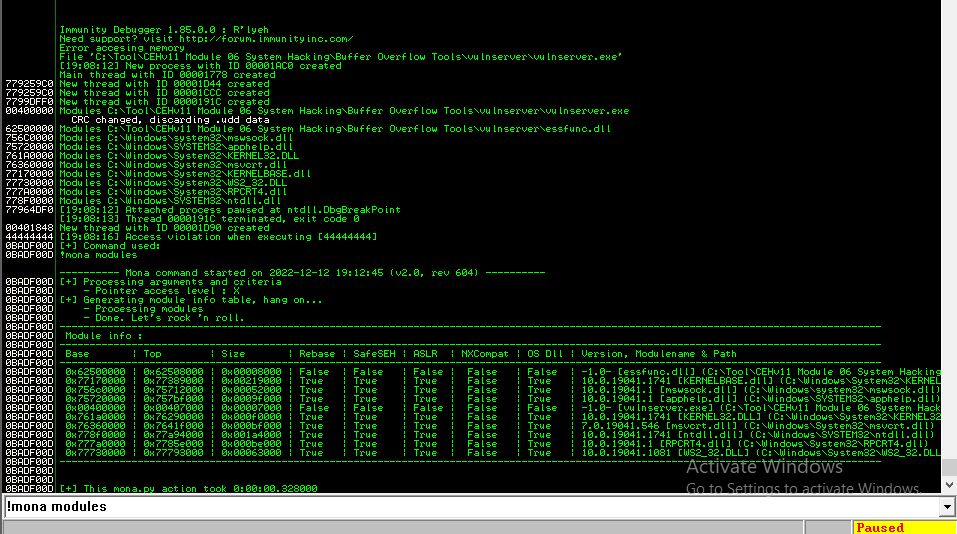 Immunity Debugger 1.85.0.0 : R'lyeh
Need support? visit http://forum.immunityinc.com/
Error accesing memory
File 'C:\Tool\CEHv11 Module 06 System Hacking\Buffer Overflow Tools\vulnserver\vulnserver.exe'
[19:08:12] New process with ID 00001AC0 created
Main thread with ID 00001778 created
779259C0 New thread with ID 00001D44 created
779259C0 New thread with ID 00001CCC created
7799DFF0 New thread with ID 0000191C created
00400000 Modules C:\Tool\CEHv11 Module 06 System Hacking\Buffer Overflow Tools\vulnserver\vulnserver.exe
CRC changed, discarding .udd data
62500000 Modules C:\Tool\CEHv11 Module 06 System Hacking\Buffer Overflow Tools\vulnserver\essfunc.dll
756C0000 Modules C:\Windows\system32\mswsock.dll
75720000 Modules C:\Windows\SYSTEM32\apphelp.dll
761A0000 Modules C:\Windows\System32\KERNEL32.DLL
76360000 Modules C:\Windows\System32\msvcrt.dll
77170000 Modules C:\Windows\System32\KERNELBASE.dll
77730000 Modules C:\Windows\System32\WS2_32.DLL
777A0000 Modules C:\Windows\System32\RPCRT4.dll
778F0000 Modules C:\Windows\SYSTEM32\ntdll.dll
77964DF0 [19:08:12] Attached process paused at ntdll.DbgBreakPoint
[19:08:13] Thread 0000191C terminated, exit code 0
00401848 New thread with ID 00001D90 created
44444444 [19:08:16] Access violation when executing [44444444]
0BADF00D [+] Command used:
0BADF00D !mona modules
---------- Mona command started on 2022-12-12 19:12:45 (v2.0, rev 604) ----------
0BADF00D [+] Processing arguments and criteria
0BADF00D - Pointer access level : X
0BADF00D [+] Generating module info table, hang on...
0BADF00D - Processing modules
0BADF00D - Done. Let's rock 'n roll.
0BADF00D
0BADF00D Module info :
0BADF00D
0BADF00D Base | Top | Size | Rebase | SafeSEH | ASLR | NXCompat | OS Dll | Version, Modulename & Path
0BADF00D
0BADF00D 0x62500000 | 0x62508000 | 0x00008000 | False | False | False | False | False | -1.0- [essfunc.dll] (C:\Tool\CEHv11 Module 06 System Hack
0BADF00D 0x77170000 | 0x77389000 | 0x00219000 | True | True | True | False | True | 10.0.19041.1741 [KERNELBASE.dll] (C:\Windows\System32\KERNEL
0BADF00D 0x756c0000 | 0x75712000 | 0x00052000 | True | True | True | False | True | 10.0.19041.1 [mswsock.dll] (C:\Windows\system32\mswsock.dll)
0BADF00D 0x75720000 | 0x757bf000 | 0x0009f000 | True | True | True | False | True | 10.0.19041.1 [apphelp.dll] (C:\Windows\SYSTEM32\apphelp.dll)
0BADF00D 0x00400000 | 0x00407000 | 0x00007000 | False | False | False | False | False | -1.0- [vulnserver.exe] (C:\Tool\CEHv11 Module 06 System Hack
0BADF00D 0x761a0000 | 0x76290000 | 0x000f0000 | True | True | True | False | True | 10.0.19041.1741 [KERNEL32.DLL] (C:\Windows\System32\KERNEL32
0BADF00D 0x76360000 | 0x7641f000 | 0x000bf000 | True | True | True | False | True | 7.0.19041.546 [msvcrt.dll] (C:\Windows\System32\msvcrt.dll)
0BADF00D 0x778f0000 | 0x77a94000 | 0x001a4000 | True | True | True | False | True | 10.0.19041.1741 [ntdll.dll] (C:\Windows\SYSTEM32\ntdll.dll)
0BADF00D 0x777a0000 | 0x7785e000 | 0x000be000 | True | True | True | False | True | 10.0.19041.1 [RPCRT4.dll] (C:\Windows\System32\RPCRT4.dll)
0BADF00D 0x77730000 | 0x77793000 | 0x00063000 | True | True | True | False | True | 10.0.19041.1081 [WS2_32.DLL] (C:\Windows\System32\WS2_32.DLL
0BADF00D
0BADF00D
0BADF00D
0BADF00D [+] This mona.py action took 0:00:00.328000
Activate Windows
Go to Settings to activate Windows.
!mona modules
Paused